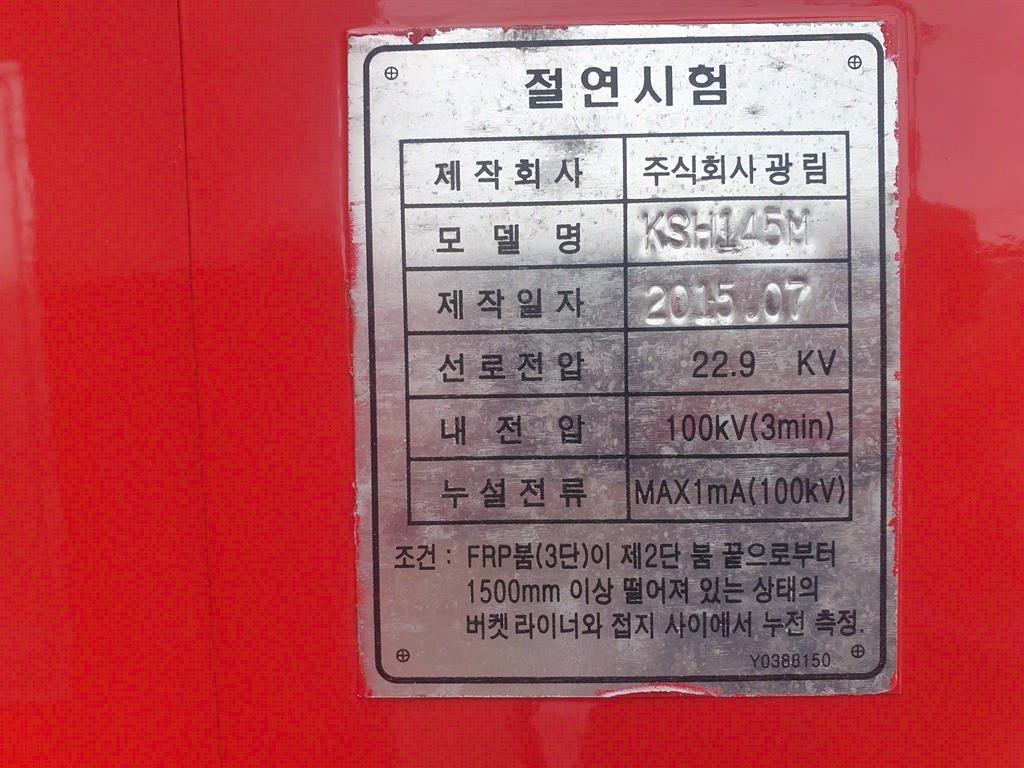 절연시험
제작회사 주식회사 광림
모델명 KSH145M
제작일자 2015.07
선로전압 22.9 KV
내전압 100kV(3min)
누설전류 MAX1mA(100kV)
조건 : FRP붐(3단)이 제2단 붐 끝으로부터
1500mm 이상 떨어져 있는 상태의
버켓 라이너와 접지 사이에서 누전 측정.
Y0388150